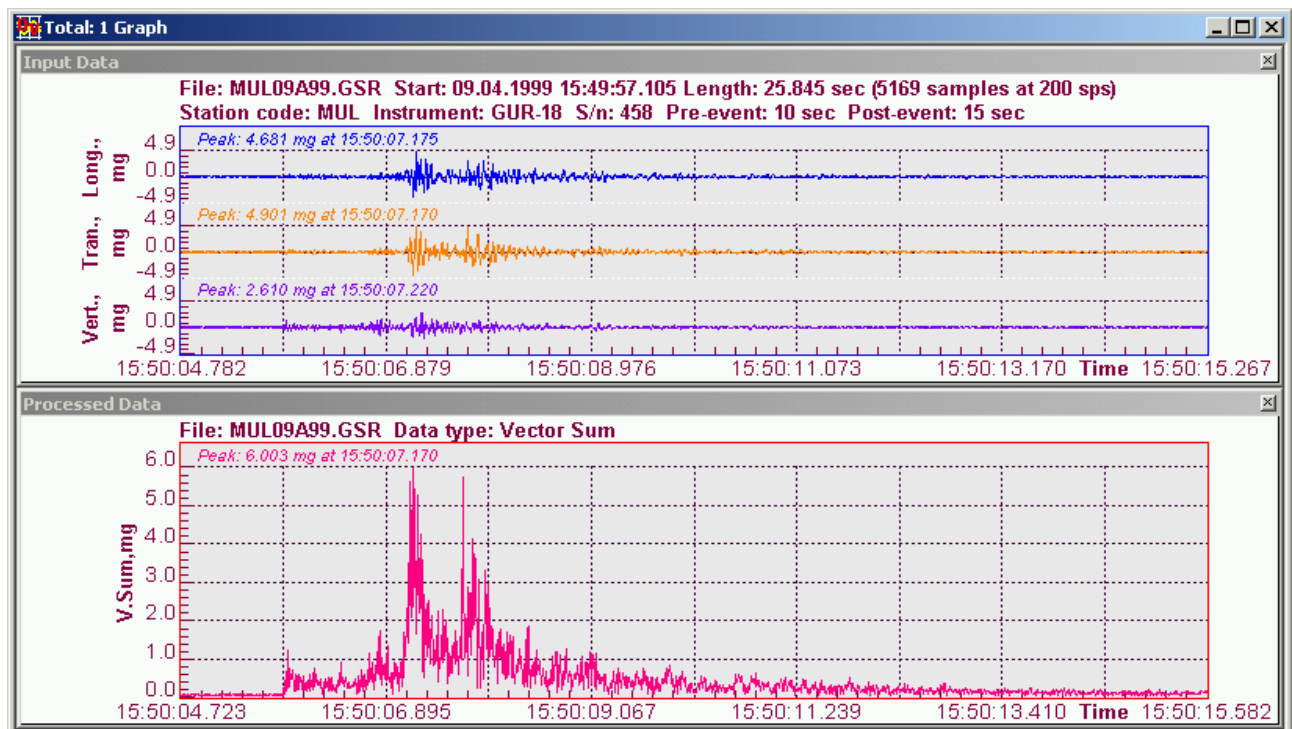 Total: 1 Graph
Input Data
File: MUL09A99.GSR Start: 09.04.1999 15:49:57.105 Length: 25.845 sec (5169 samples at 200 sps)
Station code: MUL Instrument: GUR-18 S/n: 458 Pre-event: 10 sec Post-event: 15 sec
Long., mg
4.9
0.0
-4.9
Peak: 4.681 mg at 15:50:07.175
Tran., mg
4.9
0.0
-4.9
Peak: 4.901 mg at 15:50:07.170
Vert., mg
4.9
0.0
-4.9
Peak: 2.610 mg at 15:50:07.220
15:50:04.782 15:50:06.879 15:50:08.976 15:50:11.073 15:50:13.170 Time 15:50:15.267
Processed Data
File: MUL09A99.GSR Data type: Vector Sum
Peak: 6.003 mg at 15:50:07.170
V.Sum,mg
6.0
5.0
4.0
3.0
2.0
1.0
0.0
15:50:04.723 15:50:06.895 15:50:09.067 15:50:11.239 15:50:13.410 Time 15:50:15.582